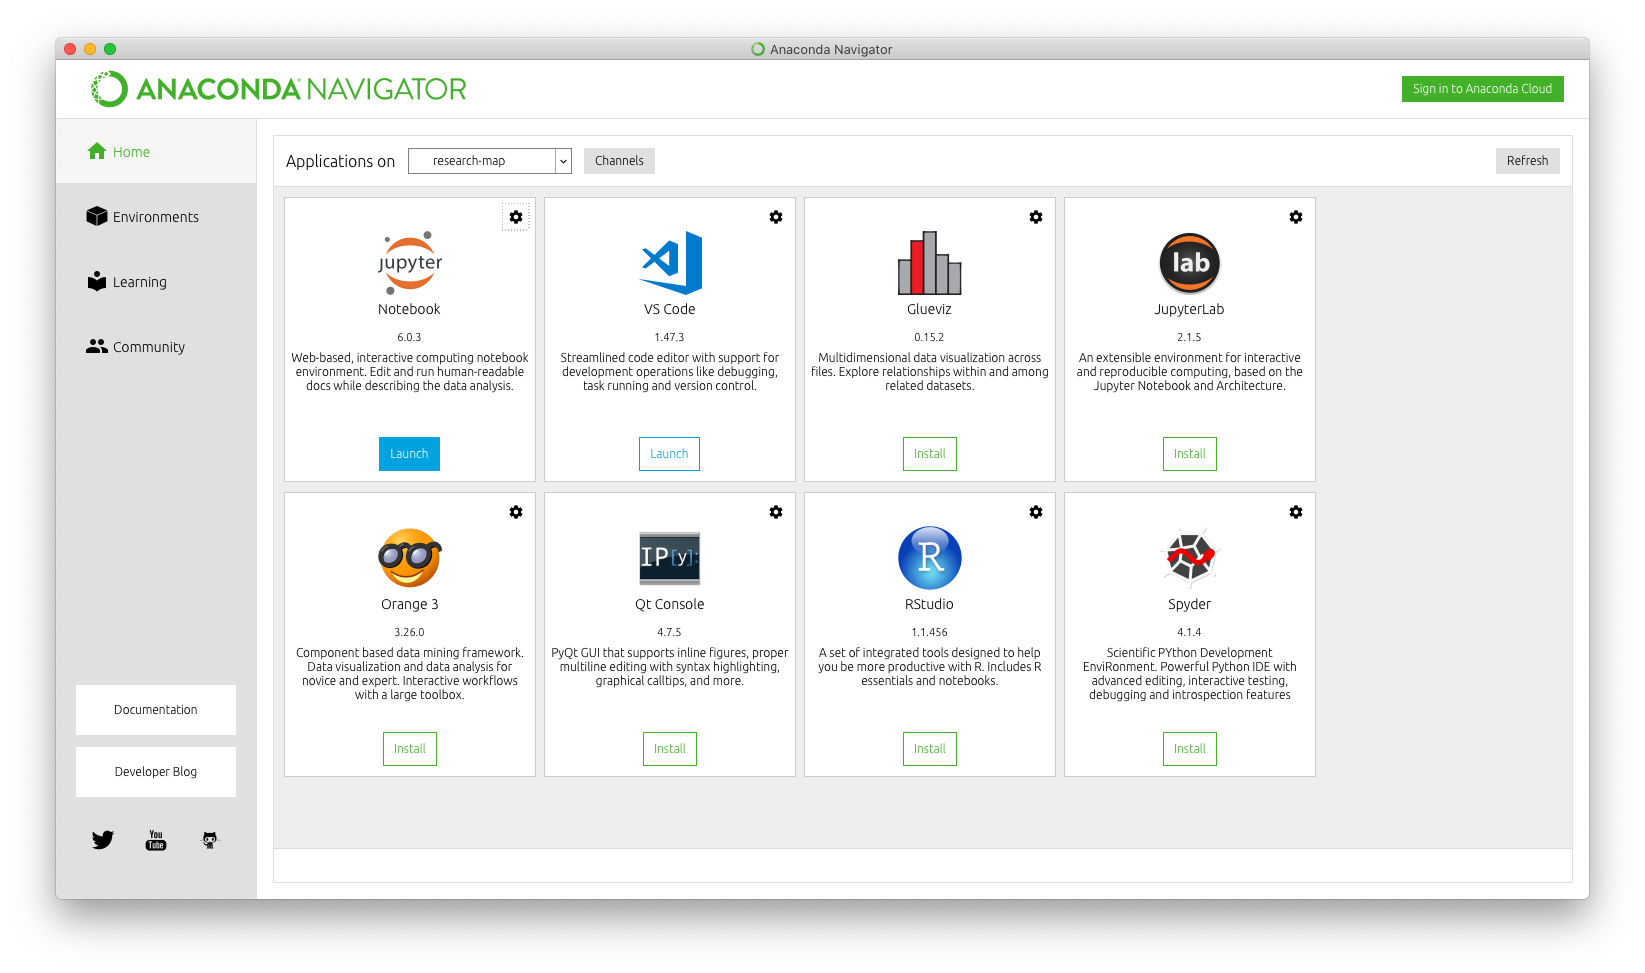 Anaconda Navigator
ANACONDA NAVIGATOR
Sign in to Anaconda Cloud
Home
Environments
Learning
Community
Documentation
Developer Blog
You
Tube
Applications on
research-map
Channels
Refresh
jupyter
Notebook
6.0.3
Web-based, interactive computing notebook
environment. Edit and run human-readable
docs while describing the data analysis.
Launch
VS Code
1.47.3
Streamlined code editor with support for
development operations like debugging,
task running and version control.
Launch
Glueviz
0.15.2
Multidimensional data visualization across
files. Explore relationships within and among
related datasets.
Install
lab
JupyterLab
2.1.5
An extensible environment for interactive
and reproducible computing, based on the
Jupyter Notebook and Architecture.
Install
Orange 3
3.26.0
Component based data mining framework.
Data visualization and data analysis for
novice and expert. Interactive workflows
with a large toolbox.
Install
IP[y]:
Qt Console
4.7.5
PyQt GUI that supports inline figures, proper
multiline editing with syntax highlighting,
graphical calltips, and more.
Install
R
RStudio
1.1.456
A set of integrated tools designed to help
you be more productive with R. Includes R
essentials and notebooks.
Install
Spyder
4.1.4
Scientific PYthon Development
EnviRonment. Powerful Python IDE with
advanced editing, interactive testing,
debugging and introspection features
Install